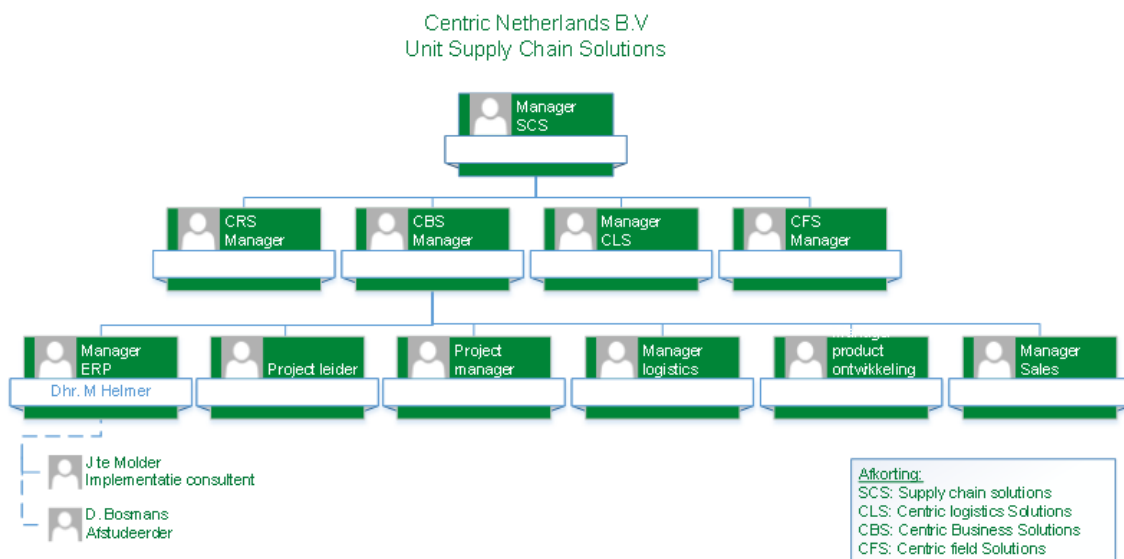 Centric Netherlands B.V
Unit Supply Chain Solutions
Manager
SCS
CRS
Manager
CBS
Manager
Manager
CLS
CFS
Manager
Manager
ERP
Dhr. M Helmer
Project leider
Project
manager
Manager
logistics
Manager
product
ontwikkeling
Manager
Sales
J te Molder
Implementatie consultent
D. Bosmans
Afstudeerder
Afkorting:
SCS: Supply chain solutions
CLS: Centric logistics Solutions
CBS: Centric Business Solutions
CFS: Centric field Solutions